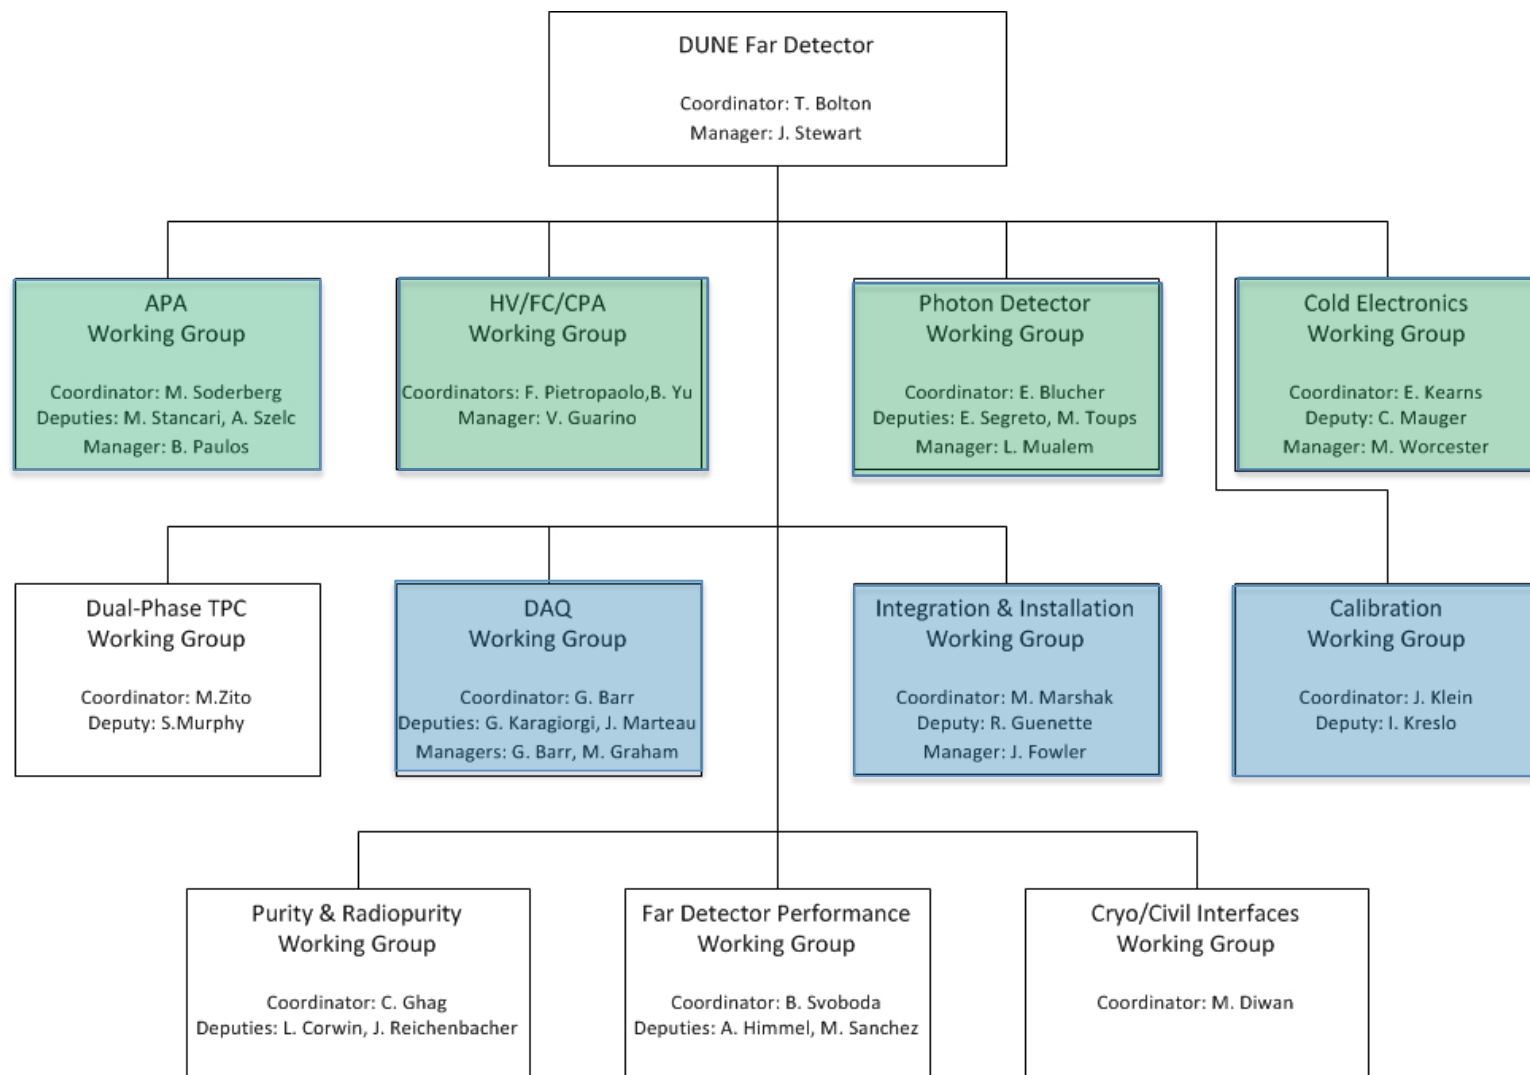 DUNE Far Detector
Coordinator: T. Bolton
Manager: J. Stewart
APA
Working Group
Coordinator: M. Soderberg
Deputies: M. Stancari, A. Szelc
Manager: B. Paulos
HV/FC/CPA
Working Group
Coordinators: F. Pietropaolo,B. Yu
Manager: V. Guarino
Photon Detector
Working Group
Coordinator: E. Blucher
Deputies: E. Segreto, M. Toups
Manager: L. Mualem
Cold Electronics
Working Group
Coordinator: E. Kearns
Deputy: C. Mauger
Manager: M. Worcester
Dual-Phase TPC
Working Group
Coordinator: M.Zito
Deputy: S.Murphy
DAQ
Working Group
Coordinator: G. Barr
Deputies: G. Karagiorgi, J. Marteau
Managers: G. Barr, M. Graham
Integration & Installation
Working Group
Coordinator: M. Marshak
Deputy: R. Guenette
Manager: J. Fowler
Calibration
Working Group
Coordinator: J. Klein
Deputy: I. Kreslo
Purity & Radiopurity
Working Group
Coordinator: C. Ghag
Deputies: L. Corwin, J. Reichenbacher
Far Detector Performance
Working Group
Coordinator: B. Svoboda
Deputies: A. Himmel, M. Sanchez
Cryo/Civil Interfaces
Working Group
Coordinator: M. Diwan